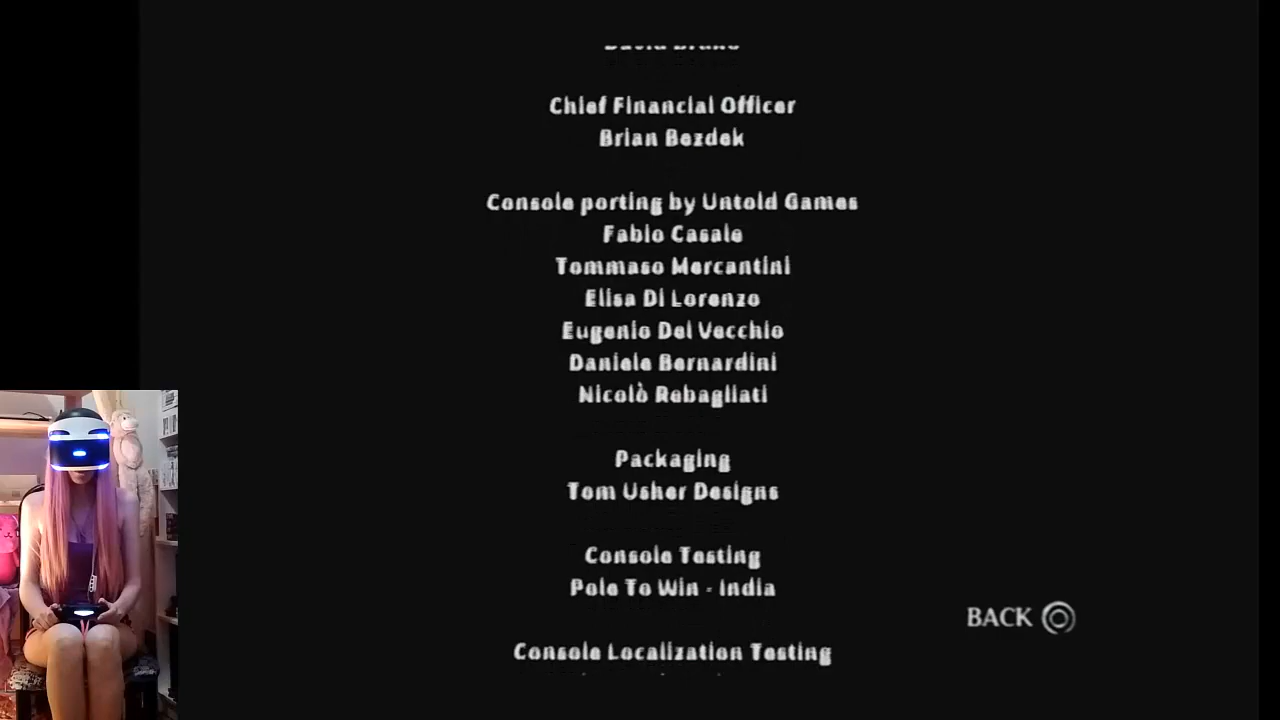 Chief Financial Officer
Brian Bezdek
Console porting by Untold Games
Fabio Casale
Tommaso Mercantini
Elisa Di Lorenzo
Eugenio Del Vecchio
Daniele Bernardini
Nicolò Rebagliati
Packaging
Tom Usher Designs
Console Testing
Pole To Win - India
BACK
Console Localization Testing